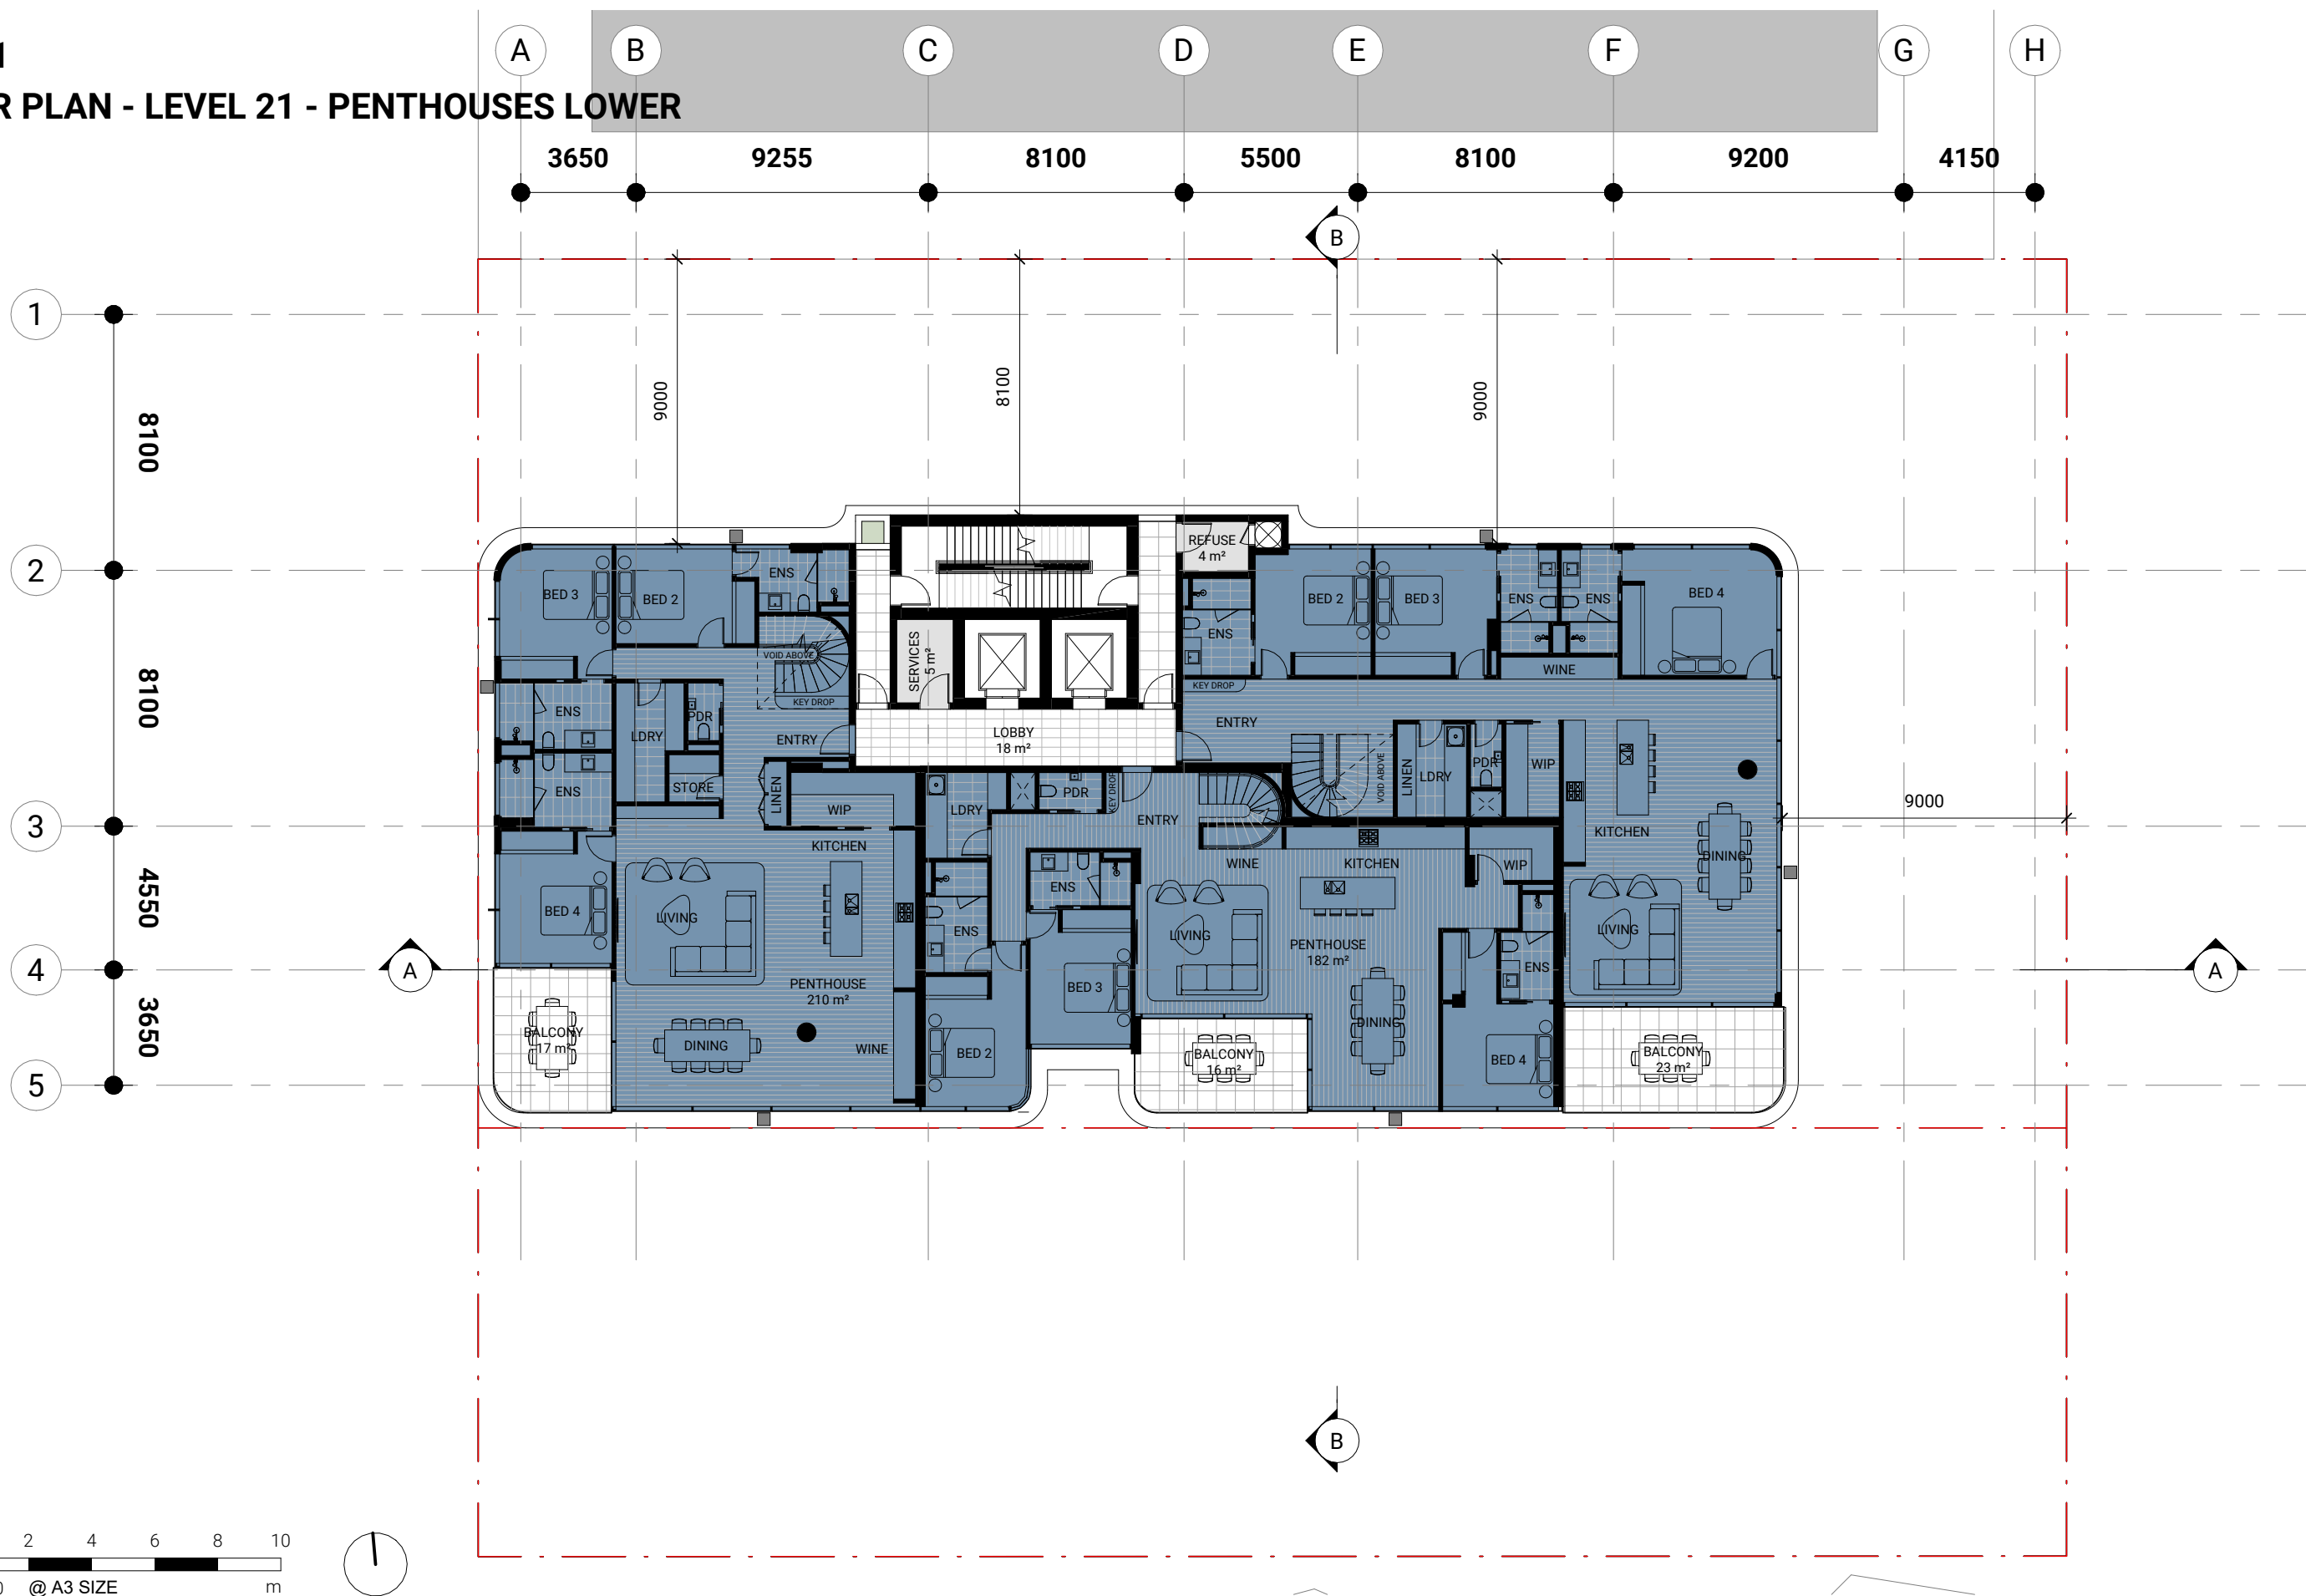 A B C D E F G H
R PLAN - LEVEL 21 - PENTHOUSES LOWER
3650 9255 8100 5500 8100 9200 4150
B
1
9000 8100 9000
8100
2
REFUSE
4 m²
BED 3 BED 2 ENS
BED 2 BED 3 ENS ENS BED 4
ENS
VOID ABOVE
SERVICES
5 m²
WINE
KEY DROP
KEY DROP
8100
ENS LDRY PDR ENTRY
LOBBY
18 m²
ENTRY
VOID ABOVE LINEN LDRY PDR WIP
ENS STORE LINEN WIP
LDRY PDR KEY DROP ENTRY
9000
3
KITCHEN
KITCHEN
DINING
WINE KITCHEN WIP
4550
BED 4 LIVING
ENS
ENS
LIVING
LIVING
PENTHOUSE
182 m²
ENS
4
A
A
PENTHOUSE
210 m²
BED 3
3650
BALCONY
17 m²
DINING WINE
BED 2
BALCONY
16 m²
DINING
BED 4
BALCONY
23 m²
5
B
2 4 6 8 10
@ A3 SIZE m